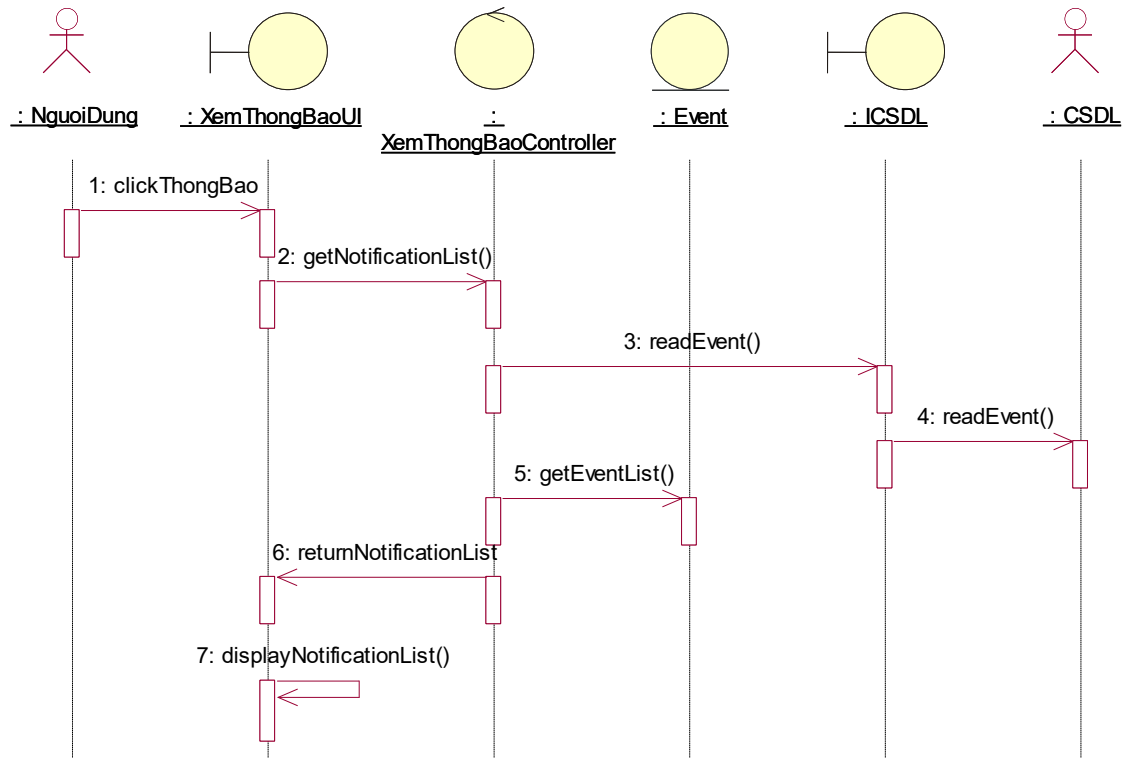 : NguoiDung
: XemThongBaoUI
:
XemThongBaoController
: Event
: ICSDL
: CSDL
1: clickThongBao
2: getNotificationList()
3: readEvent()
4: readEvent()
5: getEventList()
6: returnNotificationList
7: displayNotificationList()